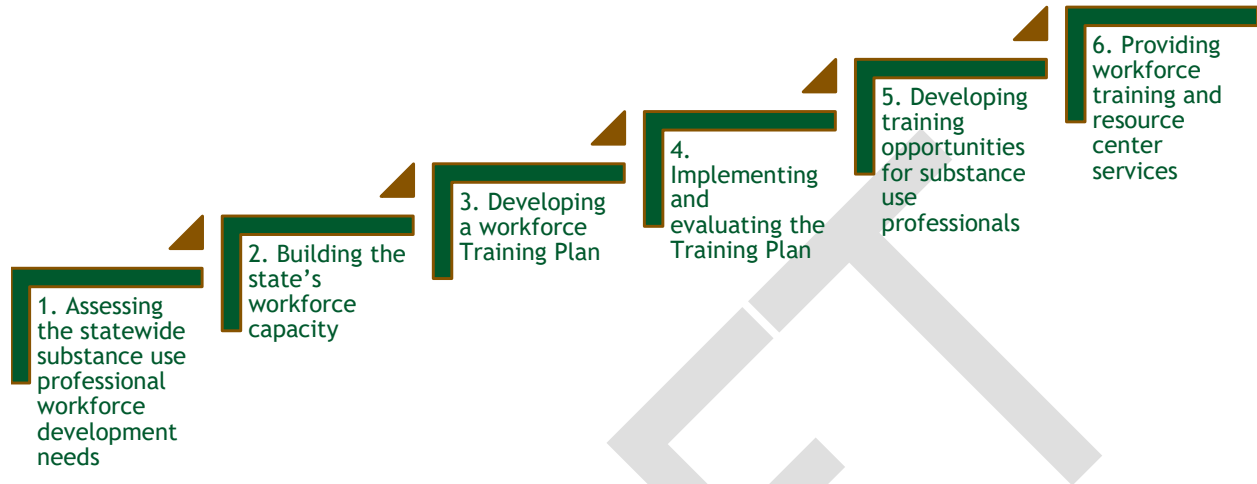 1. Assessing
the statewide
substance use
professional
workforce
development
needs
2. Building the
state's
workforce
capacity
3. Developing
a workforce
Training Plan
4.
Implementing
and
evaluating the
Training Plan
5. Developing
training
opportunities
for substance
use
professionals
6. Providing
workforce
training and
resource
center
services